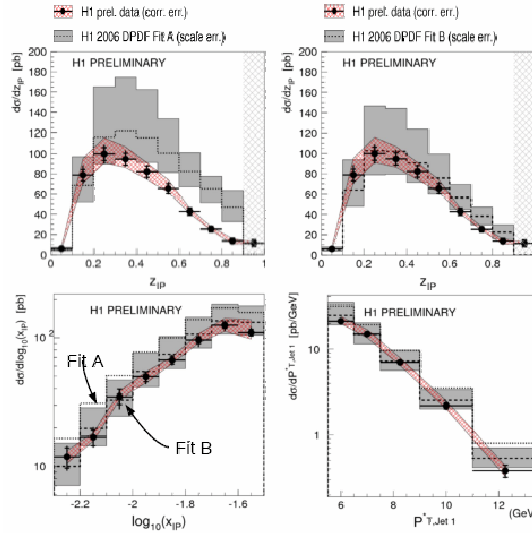 H1 prel. data (corr. err.)
H1 2006 DPDF Fit A (scale err.)
H1 prel. data (corr. err.)
H1 2006 DPDF Fit B (scale err.)
dσ/dz_IP [pb]
200
180
160
140
120
100
80
60
40
20
0
H1 PRELIMINARY
0.2 0.4 0.6 0.8 1
z_IP
dσ/dz_IP [pb]
200
180
160
140
120
100
80
60
40
20
0
H1 PRELIMINARY
0.2 0.4 0.6 0.8
z_IP
dσ/dlog₁₀(x_IP) [pb]
10²
10
H1 PRELIMINARY
Fit A
Fit B
-2.2 -2 -1.8 -1.6
log₁₀(x_IP)
dσ/dP*_T,Jet 1 [pb/GeV]
10
1
H1 PRELIMINARY
6 8 10 12
P*_T,Jet 1 (GeV